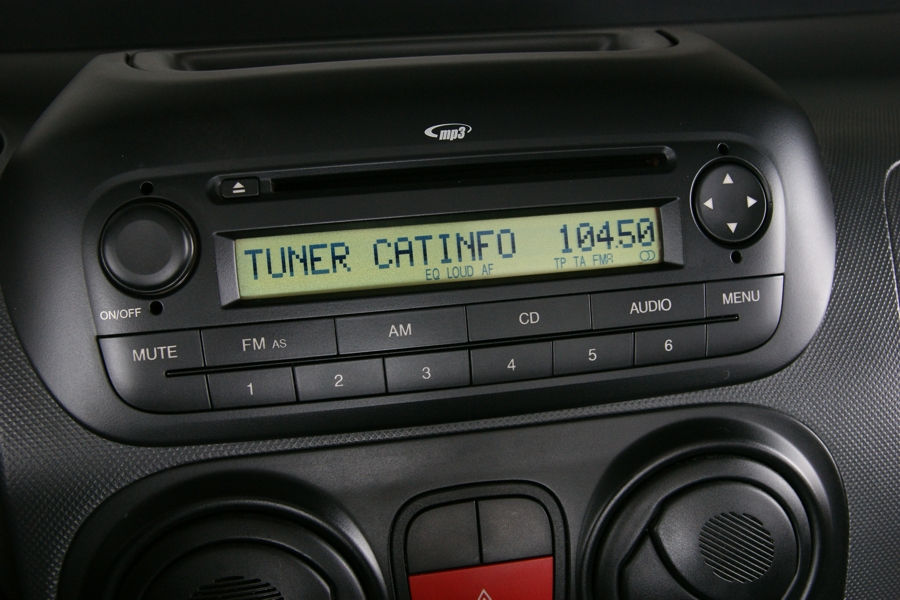 mp3
TUNER CATINFO 104.50
EQ LOUD AF TP TA
ON/OFF
MUTE FM AS AM CD AUDIO MENU
1 2 3 4 5 6